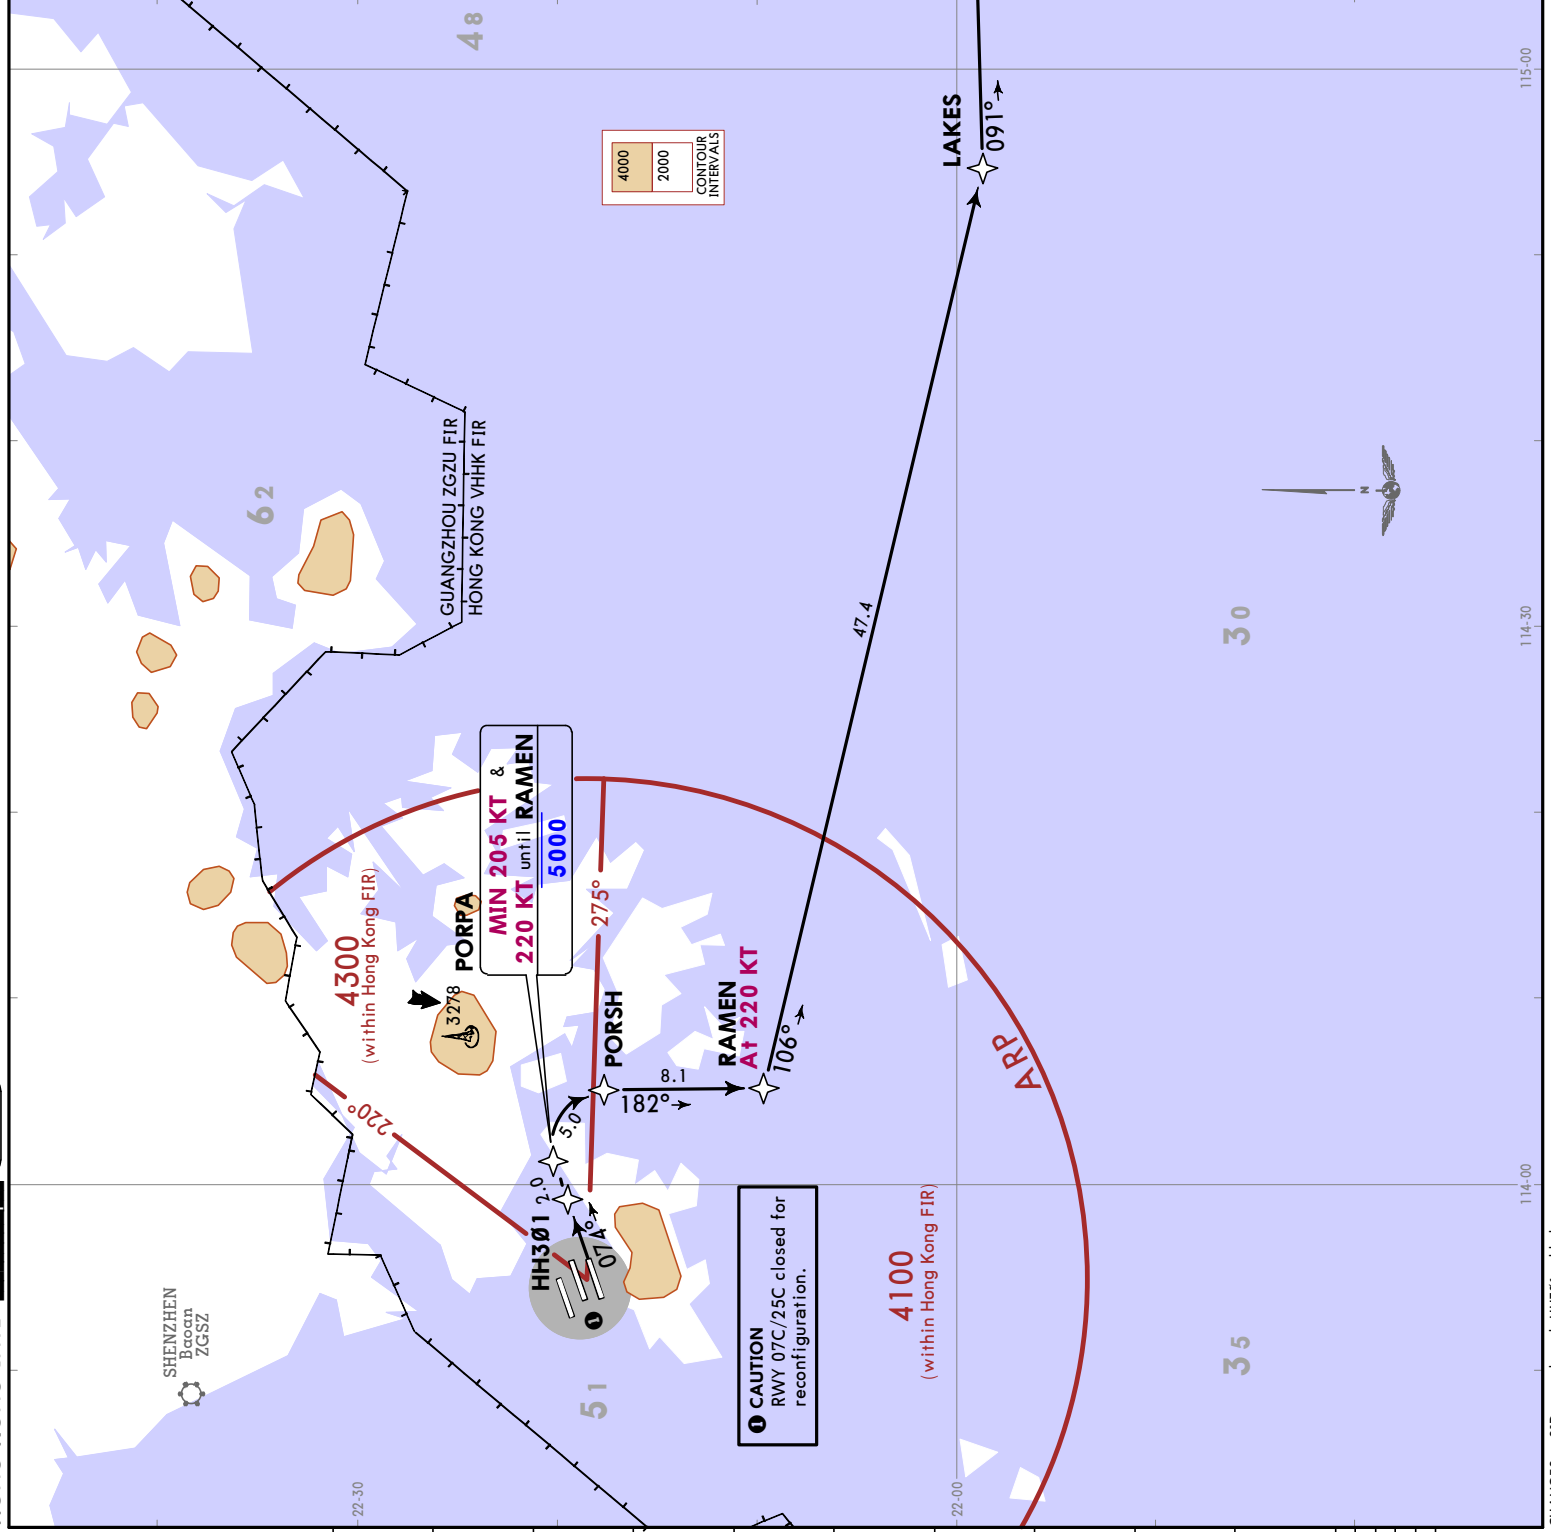 48
115-00
LAKES
091°
4000
2000
CONTOUR
INTERVALS
62
GUANGZHOU ZGZU FIR
HONG KONG VHHK FIR
N
47.4
30
114-30
MIN 205 KT &
220 KT until RAMEN
5000
4300
(within Hong Kong FIR)
PORPA
3278
275°
220°
PORSH
5.0
8.1
182°
RAMEN
At 220 KT
106°
ARP
HH3Ø1
2.0
074°
1
114-00
SHENZHEN
Baoan
ZGSZ
51
1 CAUTION
RWY 07C/25C closed for
reconfiguration.
4100
(within Hong Kong FIR)
35
22-30
22-00